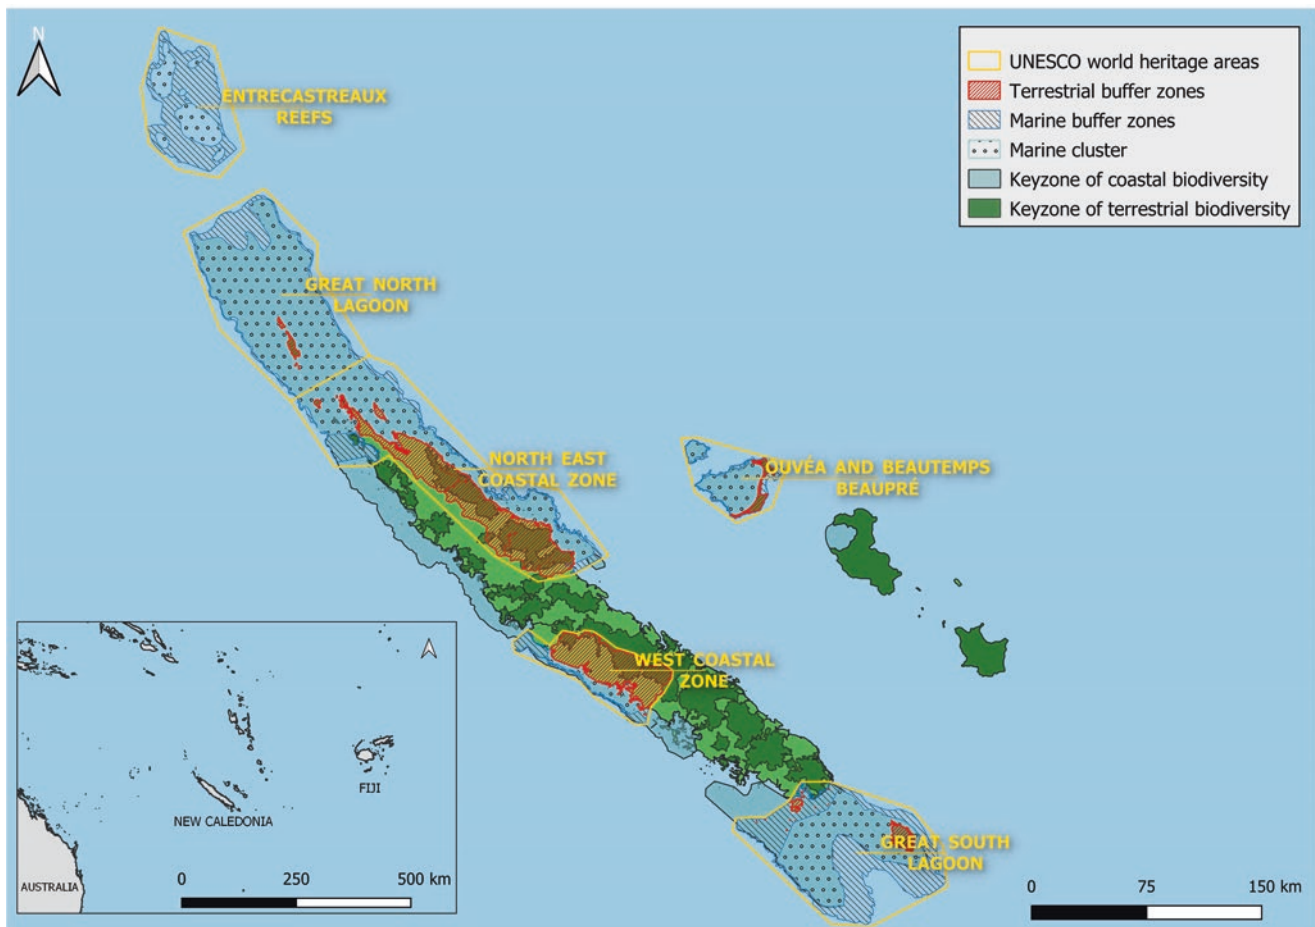 N
ENTRECASTREAUX
REEFS
UNESCO world heritage areas
Terrestrial buffer zones
Marine buffer zones
Marine cluster
Keyzone of coastal biodiversity
Keyzone of terrestrial biodiversity
GREAT NORTH
LAGOON
NORTH EAST
COASTAL ZONE
OUVÉA AND BEAUTEMPS
BEAUPRÉ
WEST COASTAL
ZONE
GREAT SOUTH
LAGOON
FIJI
NEW CALEDONIA
AUSTRALIA
0 250 500 km
0 75 150 km